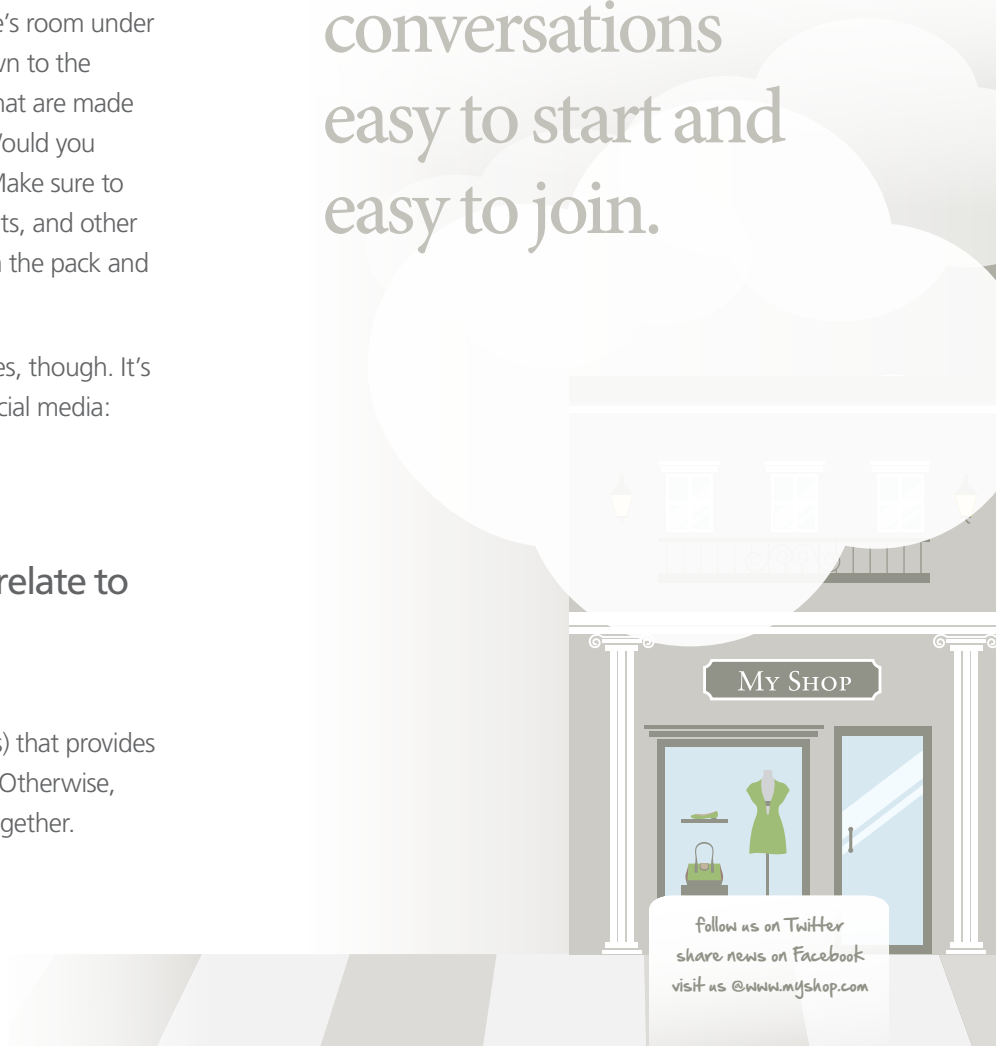 e’s room under
wn to the
hat are made
ould you
Make sure to
ts, and other
the pack and
es, though. It’s
cial media:
relate to
s) that provides
Otherwise,
gether.
conversations
easy to start and
easy to join.
My Shop
follow us on Twitter
share news on Facebook
visit us @www.myshop.com